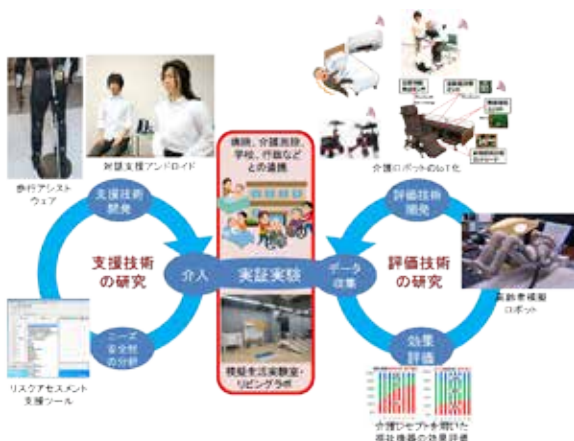 歩行アシスト
ウェア
対話支援アンドロイド
病院、介護施設、
学校、行政など
との連携
介護ロボットのIoT化
支援技術
開発
評価技術
開発
支援技術
の研究
介入
実証実験
データ
収集
評価技術
の研究
高齢者模擬
ロボット
ニーズ
安全性
の分析
リスクアセスメント
支援ツール
模擬生活実験室・
リビングラボ
効果
評価
介護レセプトを用いた
福祉機器の効果評価